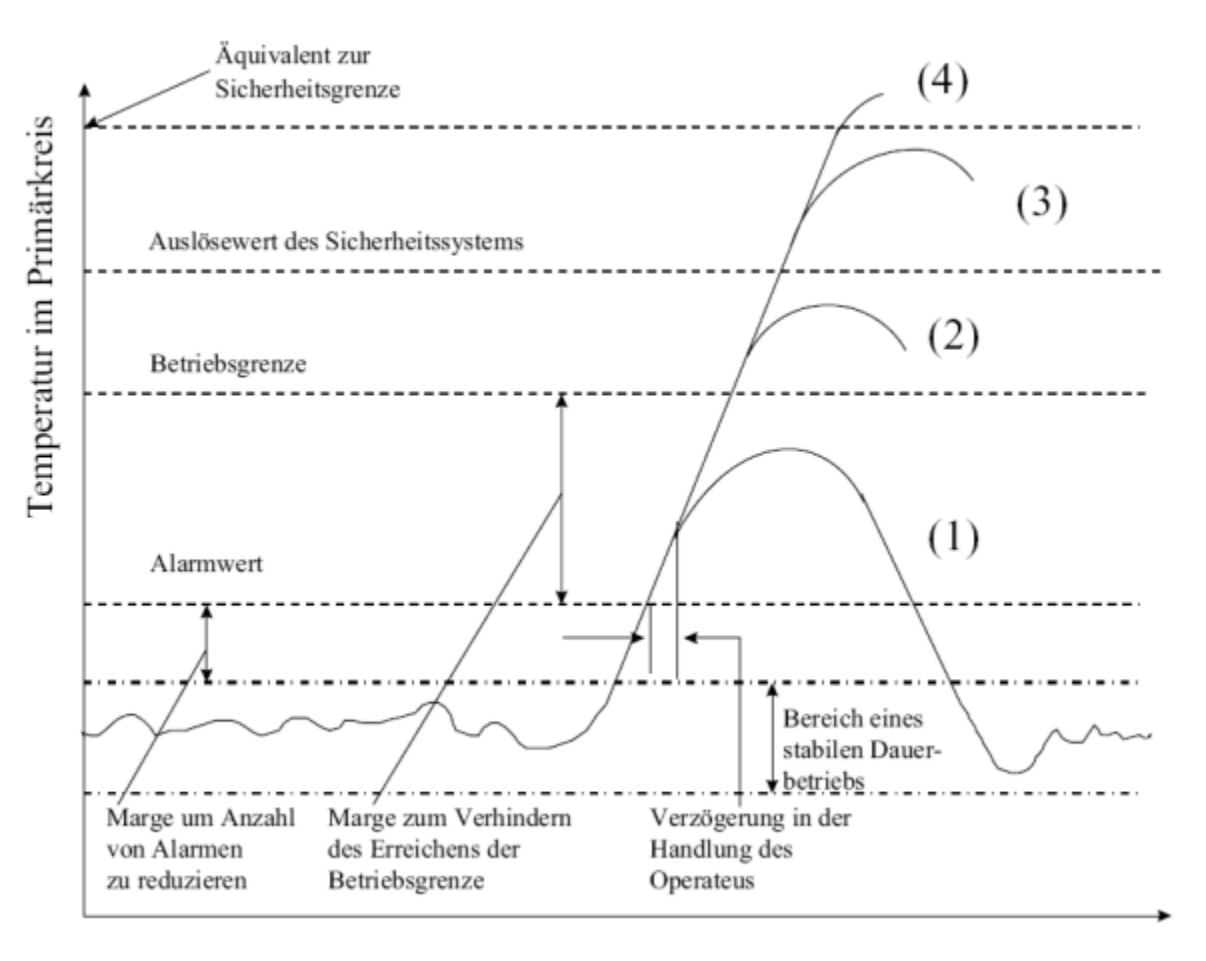 Äquivalent zur
Sicherheitsgrenze
(4)
Temperatur im Primärkreis
(3)
Auslösewert des Sicherheitssystems
(2)
Betriebsgrenze
(1)
Alarmwert
Bereich eines
stabilen Dauer-
betriebs
Marge um Anzahl
von Alarmen
zu reduzieren
Marge zum Verhindern
des Erreichens der
Betriebsgrenze
Verzögerung in der
Handlung des
Operateus